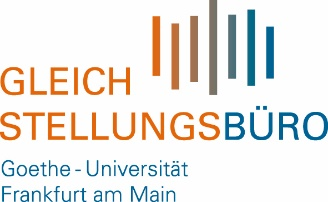 GLEICH
STELLUNGSBÜRO
Goethe-Universität
Frankfurt am Main